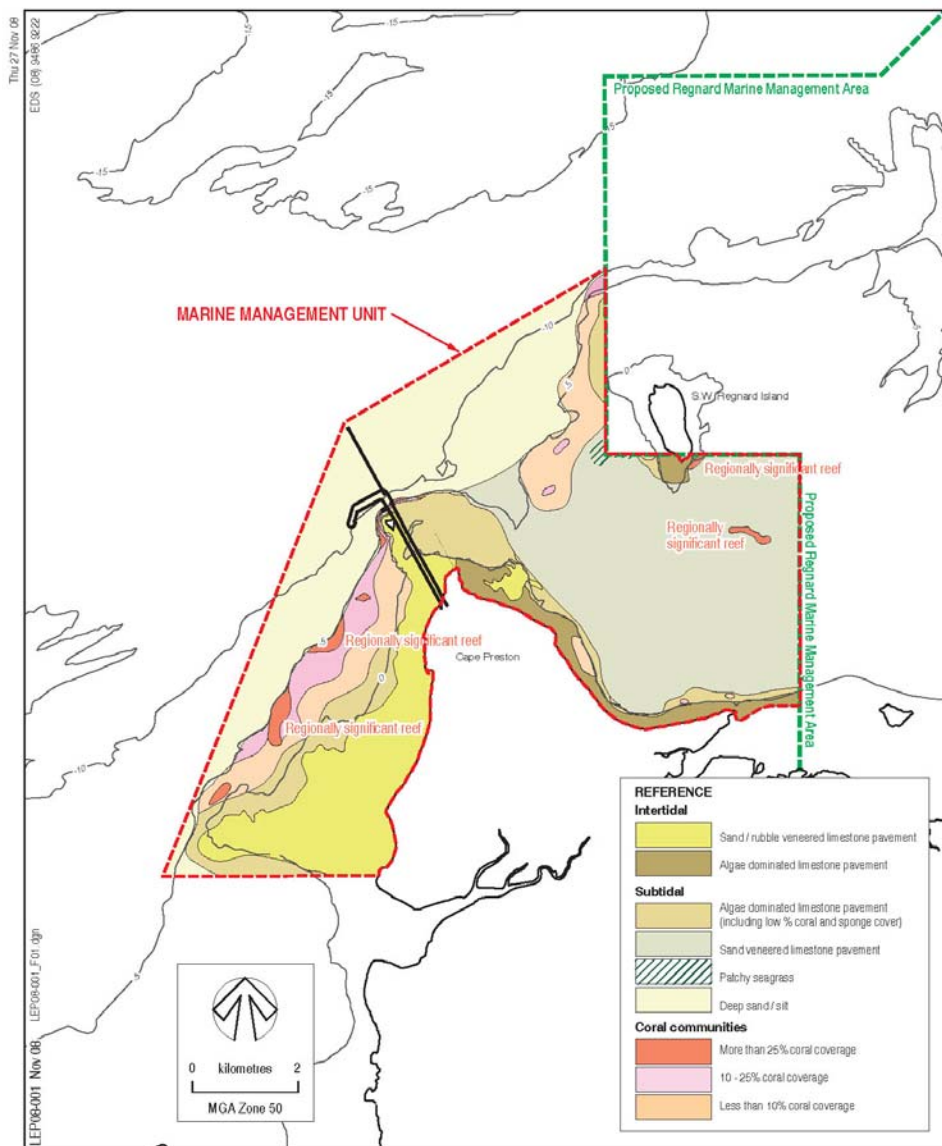 Thu 27 Nov 08
EDS (08) 9486 9222
LEP08-001_F01.dgn
LEP08-001 Nov 08
-15
-15
-15
-15
-15
Proposed Regnard Marine Management Area
MARINE MANAGEMENT UNIT
-10
-5
-5
0
S.W. Regnard Island
Regionally significant reef
Regionally
significant reef
Proposed Regnard Marine Management Area
Regionally significant reef
-5
Cape Preston
0
Regionally significant reef
-10
-5
0 kilometres 2
MGA Zone 50
REFERENCE
Intertidal
Sand / rubble veneered limestone pavement
Algae dominated limestone pavement
Subtidal
Algae dominated limestone pavement
(including low % coral and sponge cover)
Sand veneered limestone pavement
Patchy seagrass
Deep sand / silt
Coral communities
More than 25% coral coverage
10 - 25% coral coverage
Less than 10% coral coverage